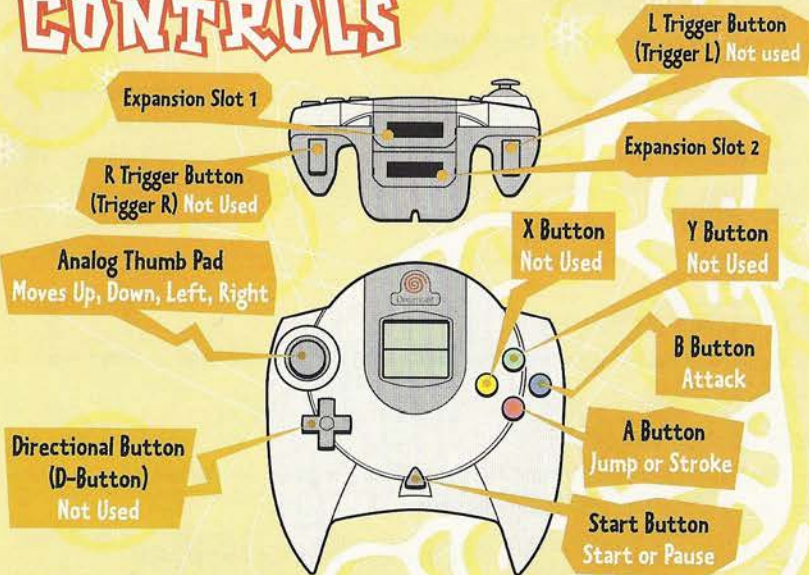 CONTROLS
L Trigger Button
(Trigger L) Not used
Expansion Slot 1
Expansion Slot 2
R Trigger Button
(Trigger R) Not Used
X Button
Not Used
Y Button
Not Used
Analog Thumb Pad
Moves Up, Down, Left, Right
Dreamcast
B Button
Attack
Directional Button
(D-Button)
Not Used
A Button
Jump or Stroke
Start Button
Start or Pause